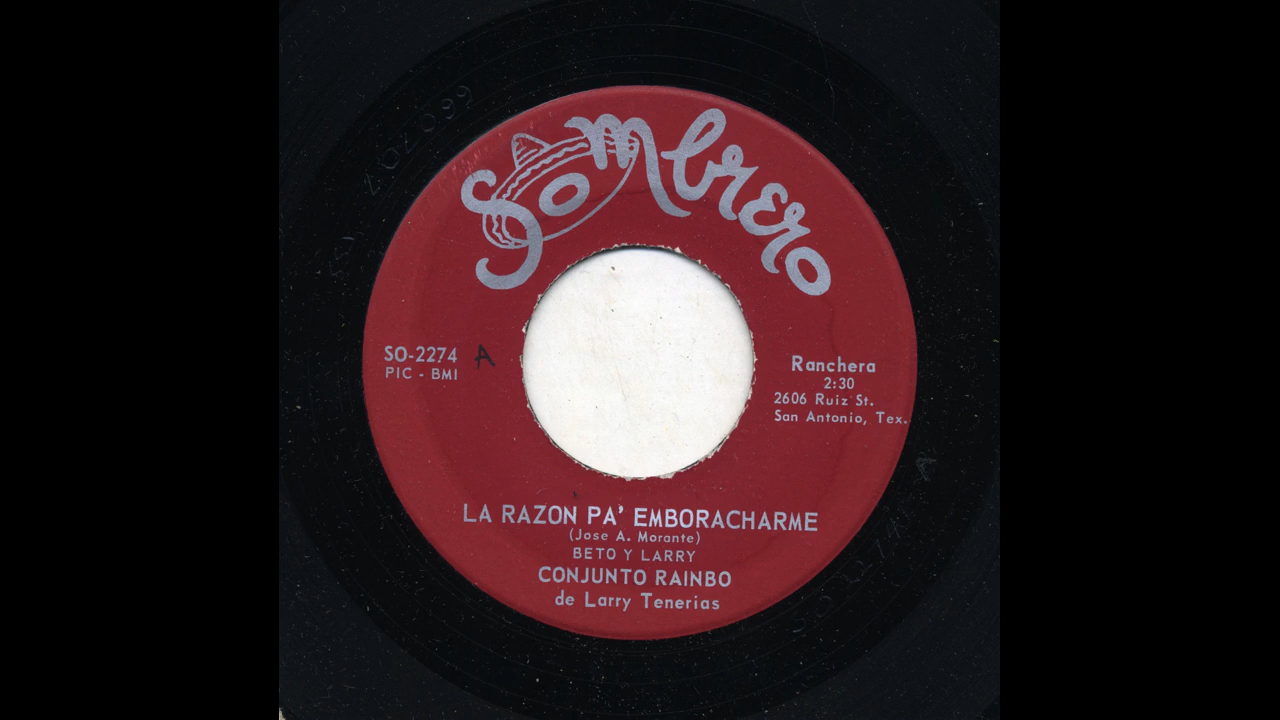 Sombrero
SO-2274 A
PIC - BMI
Ranchera
2:30
2606 Ruiz St.
San Antonio, Tex.
LA RAZON PA' EMBORACHARME
(Jose A. Morante)
BETO Y LARRY
CONJUNTO RAINBO
de Larry Tenerias